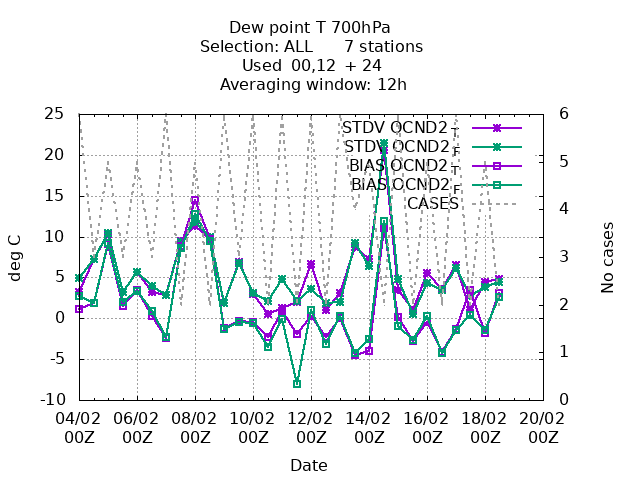 Dew point T 700hPa
Selection: ALL 7 stations
Used 00,12 + 24
Averaging window: 12h
25
20
15
10
5
0
-5
-10
6
5
4
3
2
1
0
STDV OCND2_T
STDV OCND2_F
BIAS OCND2_T
BIAS OCND2_F
CASES
deg C
No cases
04/02 06/02 08/02 10/02 12/02 14/02 16/02 18/02 20/02
00Z 00Z 00Z 00Z 00Z 00Z 00Z 00Z 00Z
Date